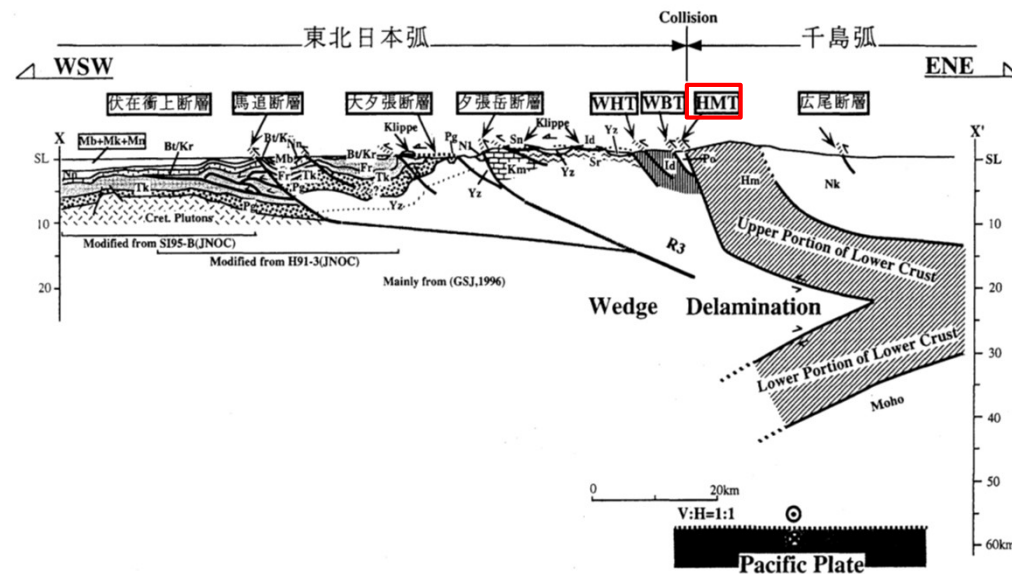 Collision
東北日本弧
千島弧
WSW
ENE
伏在衝上断層
馬追断層
大夕張断層
夕張岳断層
WHT
WBT
HMT
広尾断層
X
Mb+Mk+Mn
Bt/Kr
Klippe
Pg
Klippe
Yz
X'
SL
Bt/Kr
Mb
Bt/Kr
Nl
Sn
Id
Po
SL
Tk
Fr
Tk
Fr
Tk
?
Km
Yz
Sr
Yz
Id
Hm
Nk
Pg
Pg
Yz
Cret. Plutons
10
10
Modified from SI95-B(JNOC)
Modified from H91-3(JNOC)
R3
Upper Portion of Lower Crust
20
Mainly from (GSJ,1996)
20
Wedge Delamination
30
Lower Portion of Lower Crust
Moho
40
0
20km
50
V:H=1:1
60km
Pacific Plate